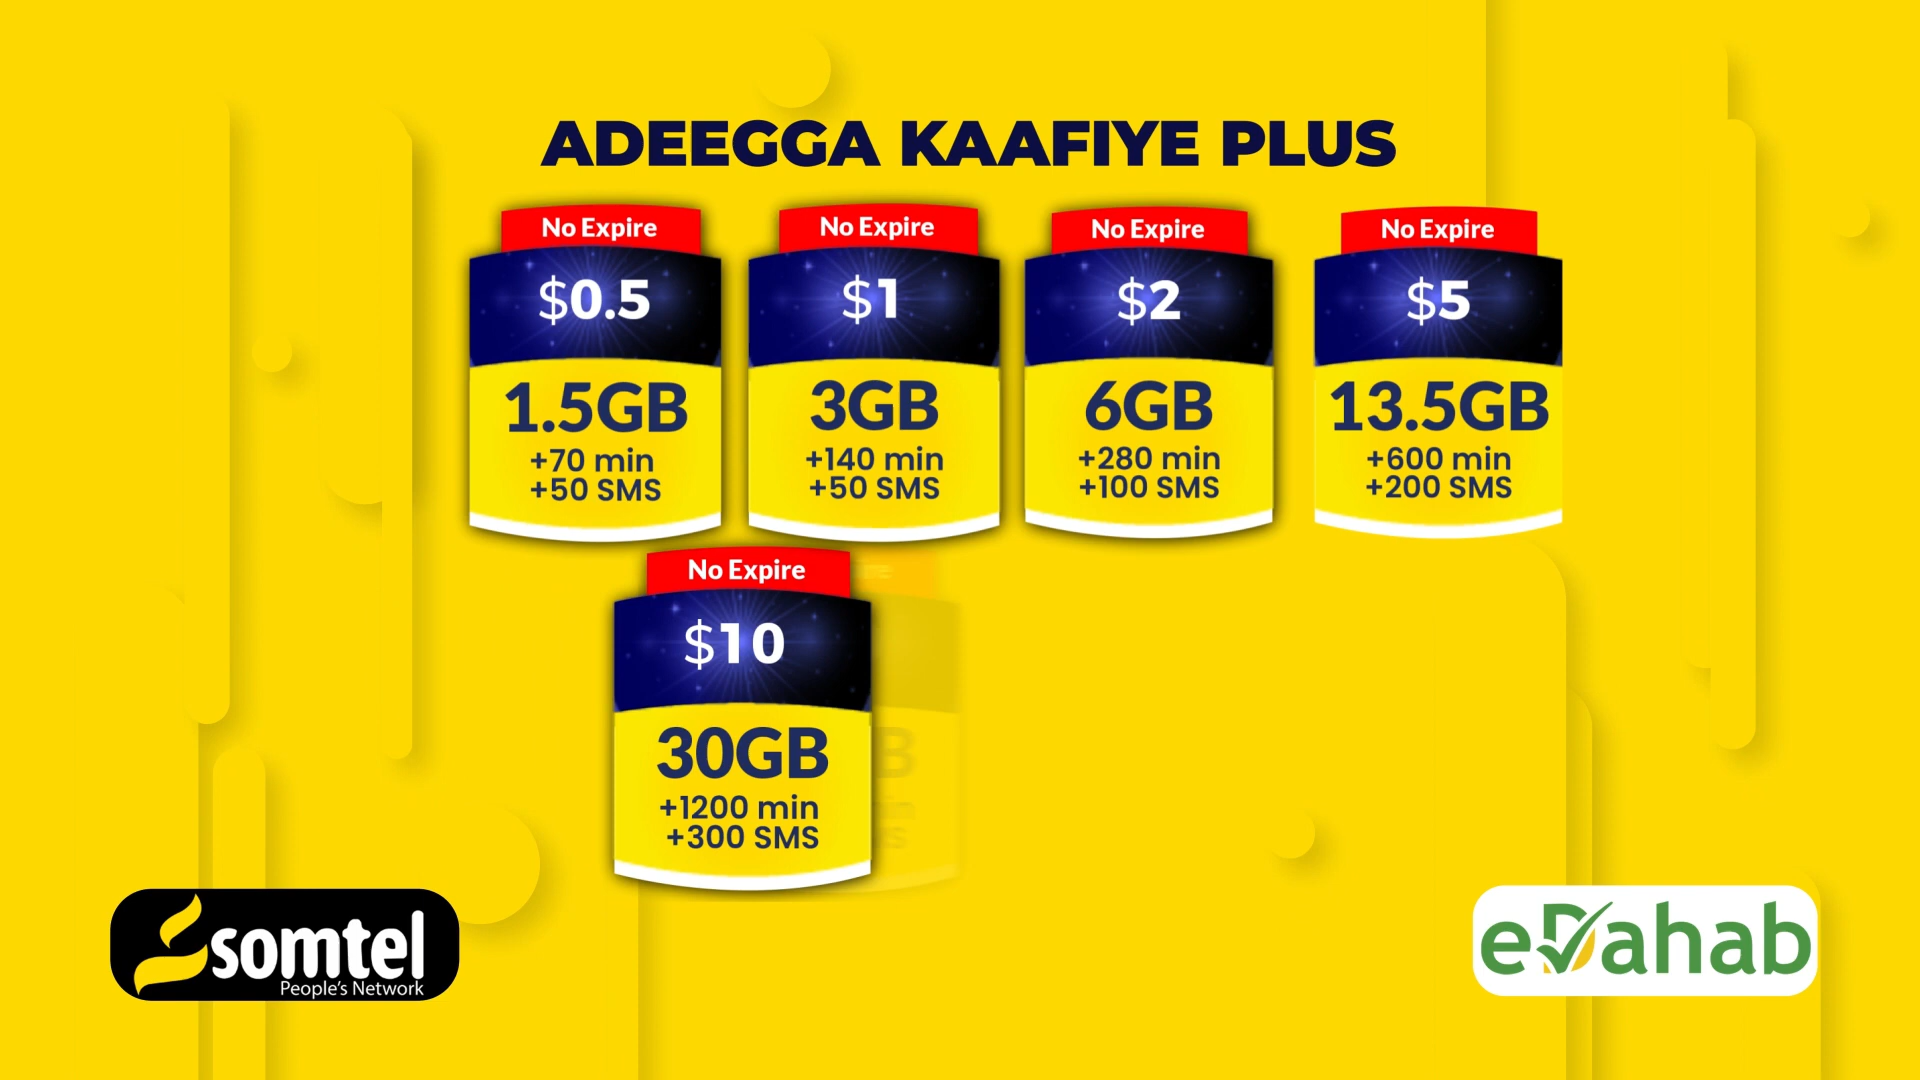 ADEEGGA KAAFIYE PLUS
No Expire
$0.5
1.5GB
+70 min
+50 SMS
No Expire
$1
3GB
+140 min
+50 SMS
No Expire
$2
6GB
+280 min
+100 SMS
No Expire
$5
13.5GB
+600 min
+200 SMS
No Expire
$10
30GB
+1200 min
+300 SMS
somtel
People's Network
eDahab